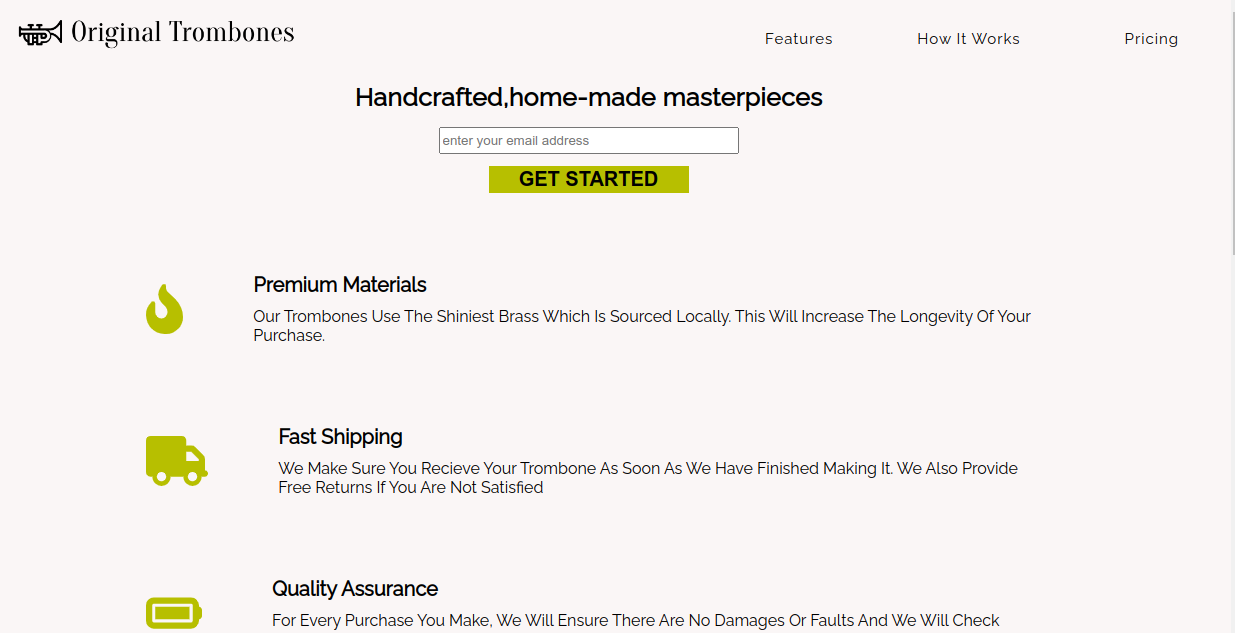 Original Trombones
Features
How It Works
Pricing
Handcrafted,home-made masterpieces
enter your email address
GET STARTED
Premium Materials
Our Trombones Use The Shiniest Brass Which Is Sourced Locally. This Will Increase The Longevity Of Your
Purchase.
Fast Shipping
We Make Sure You Recieve Your Trombone As Soon As We Have Finished Making It. We Also Provide
Free Returns If You Are Not Satisfied
Quality Assurance
For Every Purchase You Make, We Will Ensure There Are No Damages Or Faults And We Will Check